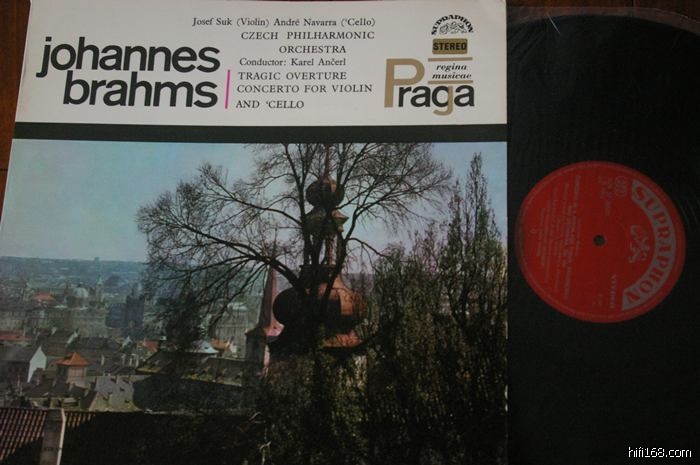 Josef Suk (Violin) André Navarra ('Cello)
CZECH PHILHARMONIC
ORCHESTRA
Conductor: Karel Ančerl
TRAGIC OVERTURE
CONCERTO FOR VIOLIN
AND 'CELLO
johannes
brahms
SUPRAPHON
STEREO
regina
musicae
Praga
SUPRAPHON
hifi168.com